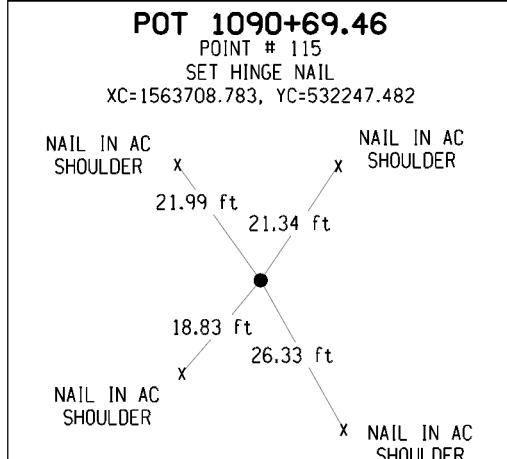 POT 1090+69.46
POINT # 115
SET HINGE NAIL
XC=1563708.783, YC=532247.482
NAIL IN AC
SHOULDER
X
NAIL IN AC
SHOULDER
X
21.99 ft
21.34 ft
18.83 ft
26.33 ft
X
NAIL IN AC
SHOULDER
X
NAIL IN AC
SHOULDER